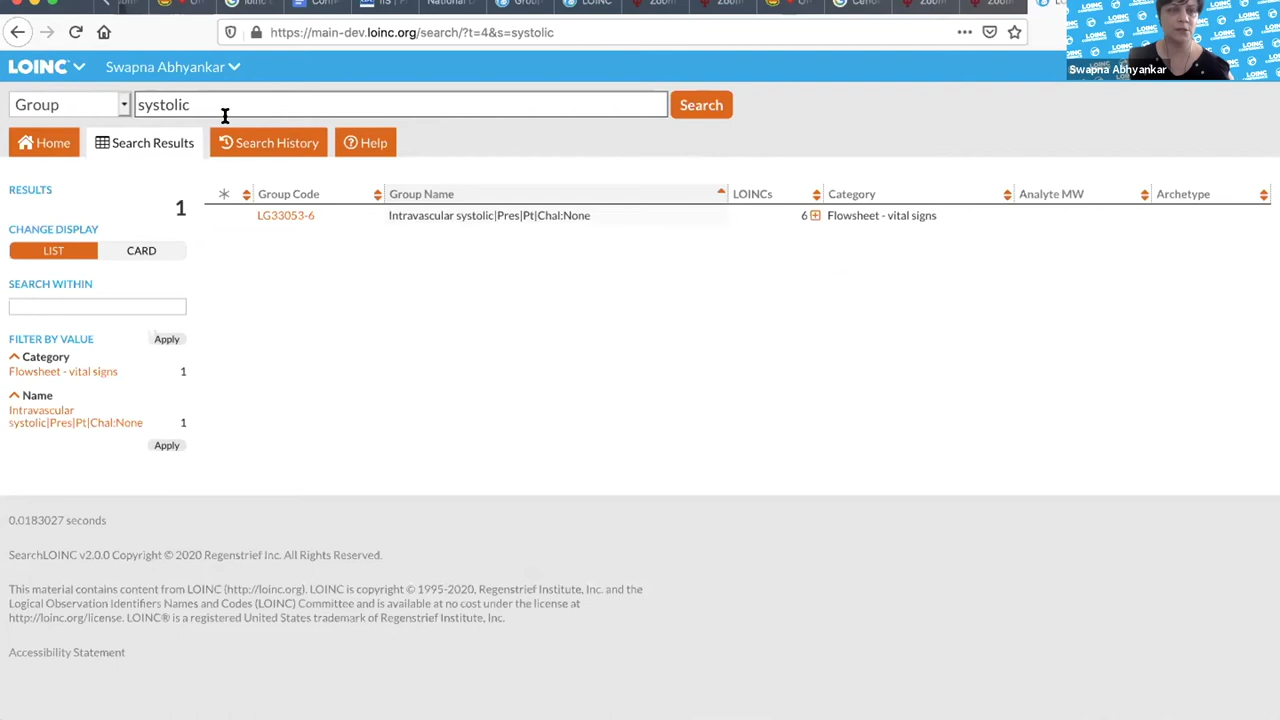 https://main-dev.loinc.org/search/?t=4&s=systolic
LOINC
Swapna Abhyankar
Swapna Abhyankar
Group systolic Search
Home Search Results Search History Help
RESULTS
1
CHANGE DISPLAY
LIST CARD
SEARCH WITHIN
FILTER BY VALUE Apply
Category
Flowsheet - vital signs 1
Name
Intravascular
systolic|Pres|Pt|Chal:None 1
Apply
Group Code Group Name LOINCs Category Analyte MW Archetype
LG33053-6 Intravascular systolic|Pres|Pt|Chal:None 6 Flowsheet - vital signs
0.0183027 seconds
SearchLOINC v2.0.0 Copyright © 2020 Regenstrief Inc. All Rights Reserved.
This material contains content from LOINC (http://loinc.org). LOINC is copyright © 1995-2020, Regenstrief Institute, Inc. and the
Logical Observation Identifiers Names and Codes (LOINC) Committee and is available at no cost under the license at
http://loinc.org/license. LOINC® is a registered United States trademark of Regenstrief Institute, Inc.
Accessibility Statement